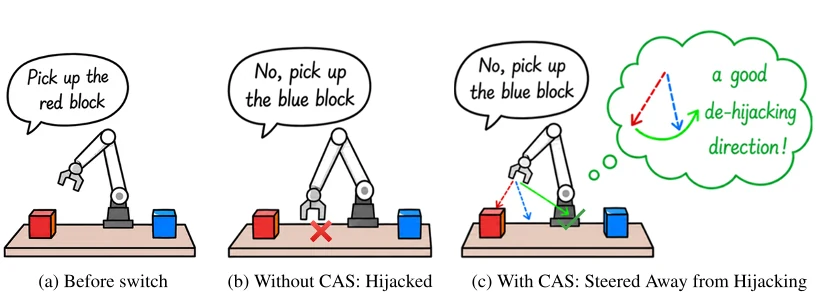 Pick up the
red block
No, pick up
the blue block
No, pick up
the blue block
a good
de-hijacking
direction!
(a) Before switch
(b) Without CAS: Hijacked
(c) With CAS: Steered Away from Hijacking